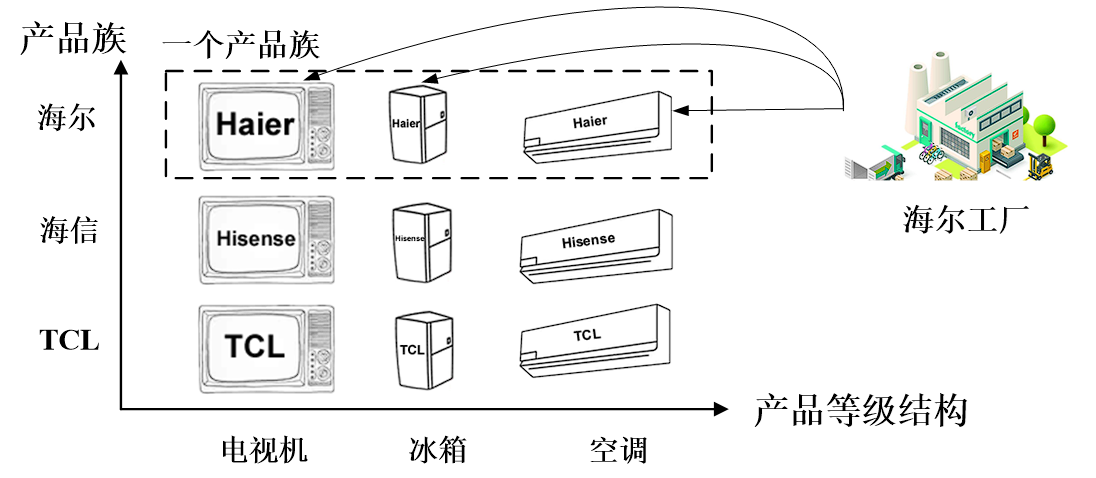 产品族
一个产品族
海尔
Haier
Haier
Haier
factory
海尔工厂
海信
Hisense
Hisense
Hisense
TCL
TCL
TCL
TCL
产品等级结构
电视机
冰箱
空调